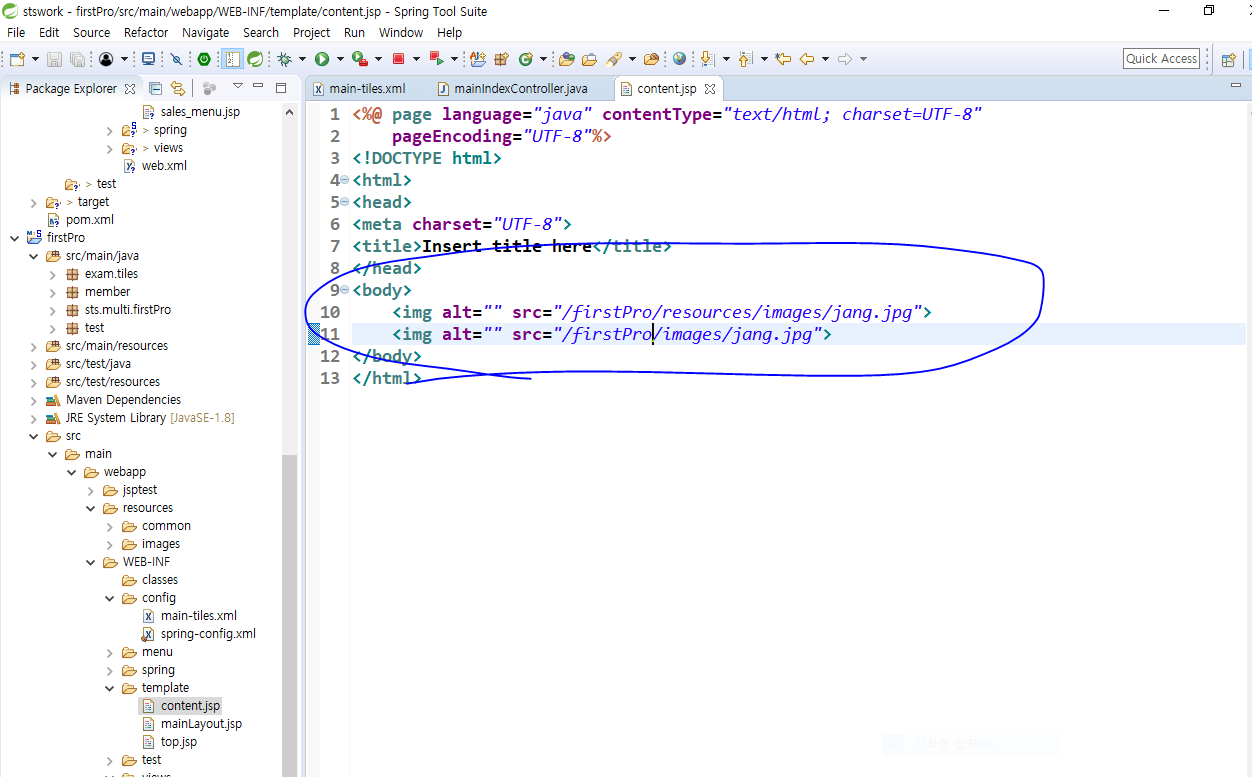 stswork - firstPro/src/main/webapp/WEB-INF/template/content.jsp - Spring Tool Suite
File Edit Source Refactor Navigate Search Project Run Window Help
Quick Access
Package Explorer
main-tiles.xml mainIndexController.java content.jsp
sales_menu.jsp
> spring
> views
web.xml
> test
> target
pom.xml
firstPro
src/main/java
exam.tiles
member
sts.multi.firstPro
test
src/main/resources
src/test/java
src/test/resources
Maven Dependencies
JRE System Library [JavaSE-1.8]
src
main
webapp
jsptest
resources
common
images
WEB-INF
classes
config
main-tiles.xml
spring-config.xml
menu
spring
template
content.jsp
mainLayout.jsp
top.jsp
test
views
1 <%@ page language="java" contentType="text/html; charset=UTF-8"
2 pageEncoding="UTF-8"%>
3 <!DOCTYPE html>
4 <html>
5 <head>
6 <meta charset="UTF-8">
7 <title>Insert title here</title>
8 </head>
9 <body>
10 <img alt="" src="/firstPro/resources/images/jang.jpg">
11 <img alt="" src="/firstPro/images/jang.jpg">
12 </body>
13 </html>